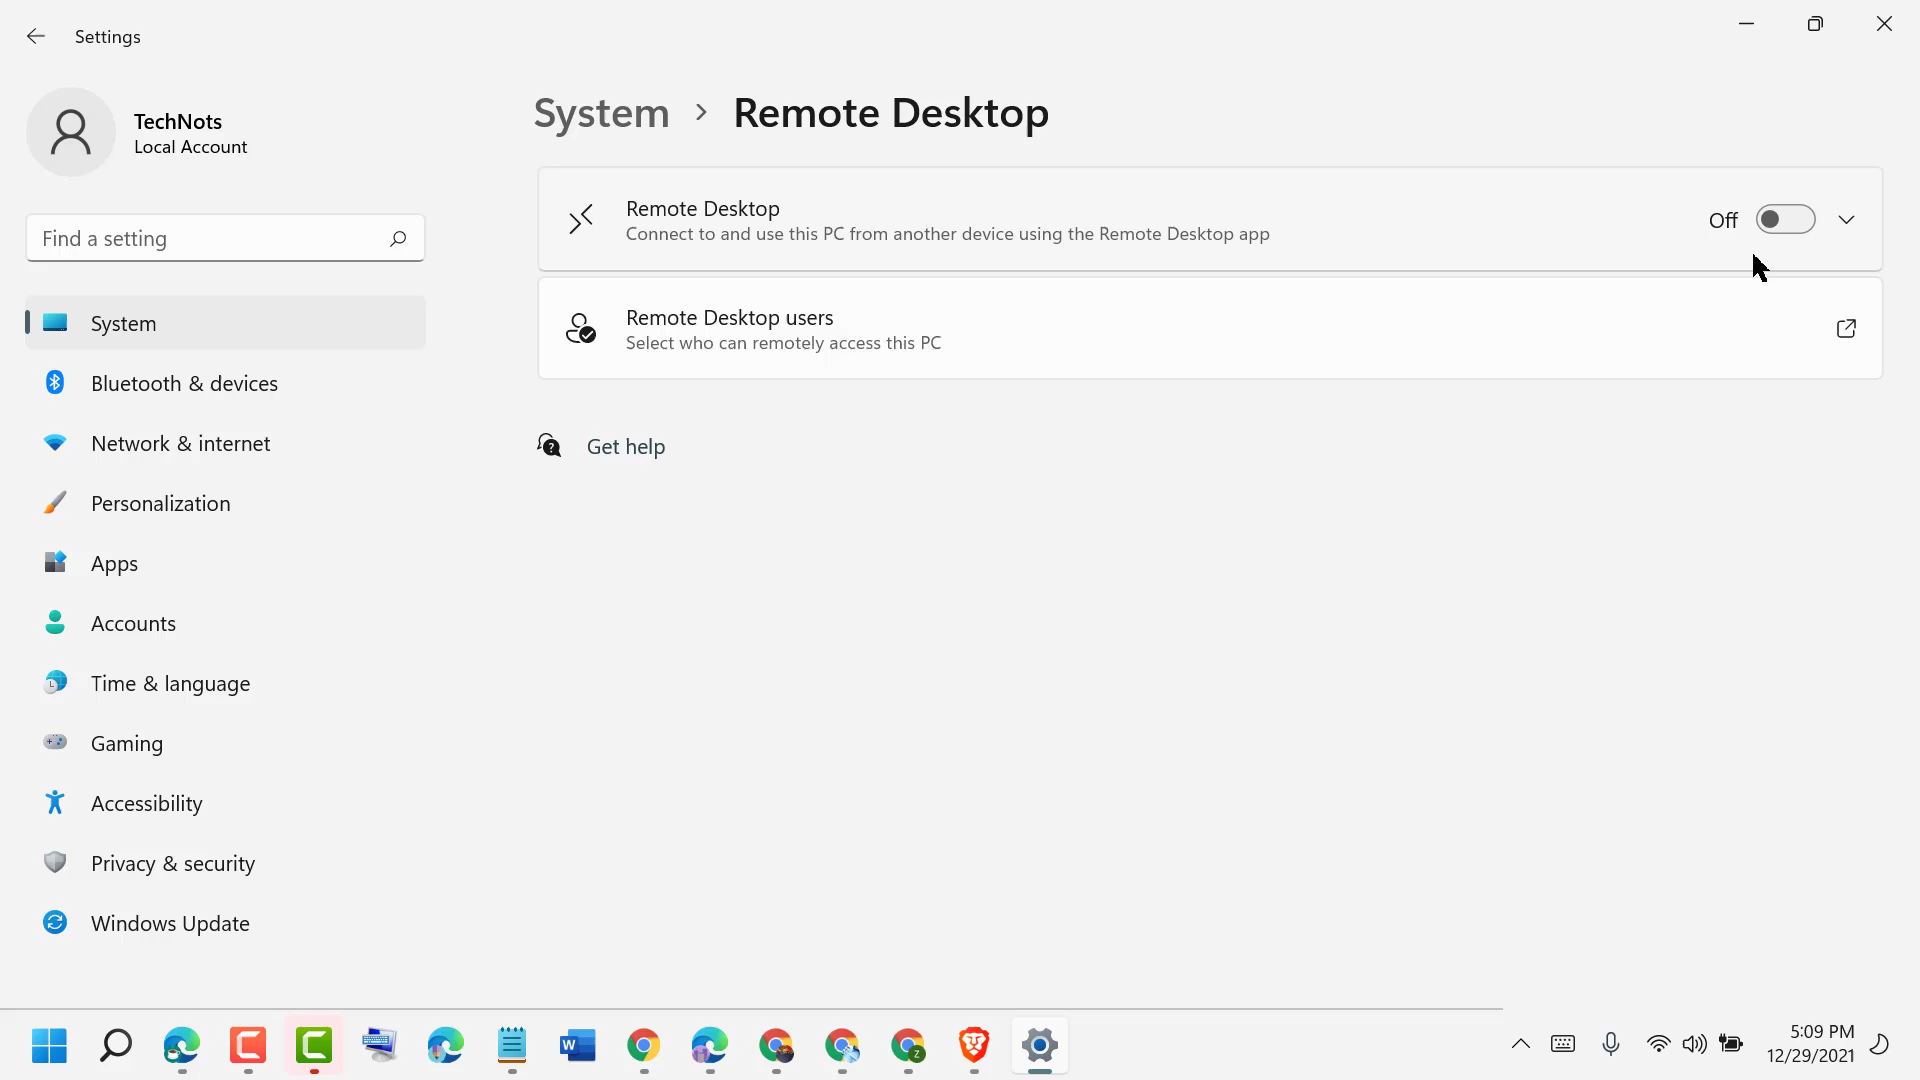 Settings
TechNots
Local Account
Find a setting
System
Bluetooth & devices
Network & internet
Personalization
Apps
Accounts
Time & language
Gaming
Accessibility
Privacy & security
Windows Update
System > Remote Desktop
Remote Desktop
Connect to and use this PC from another device using the Remote Desktop app
Off
Remote Desktop users
Select who can remotely access this PC
Get help
5:09 PM
12/29/2021